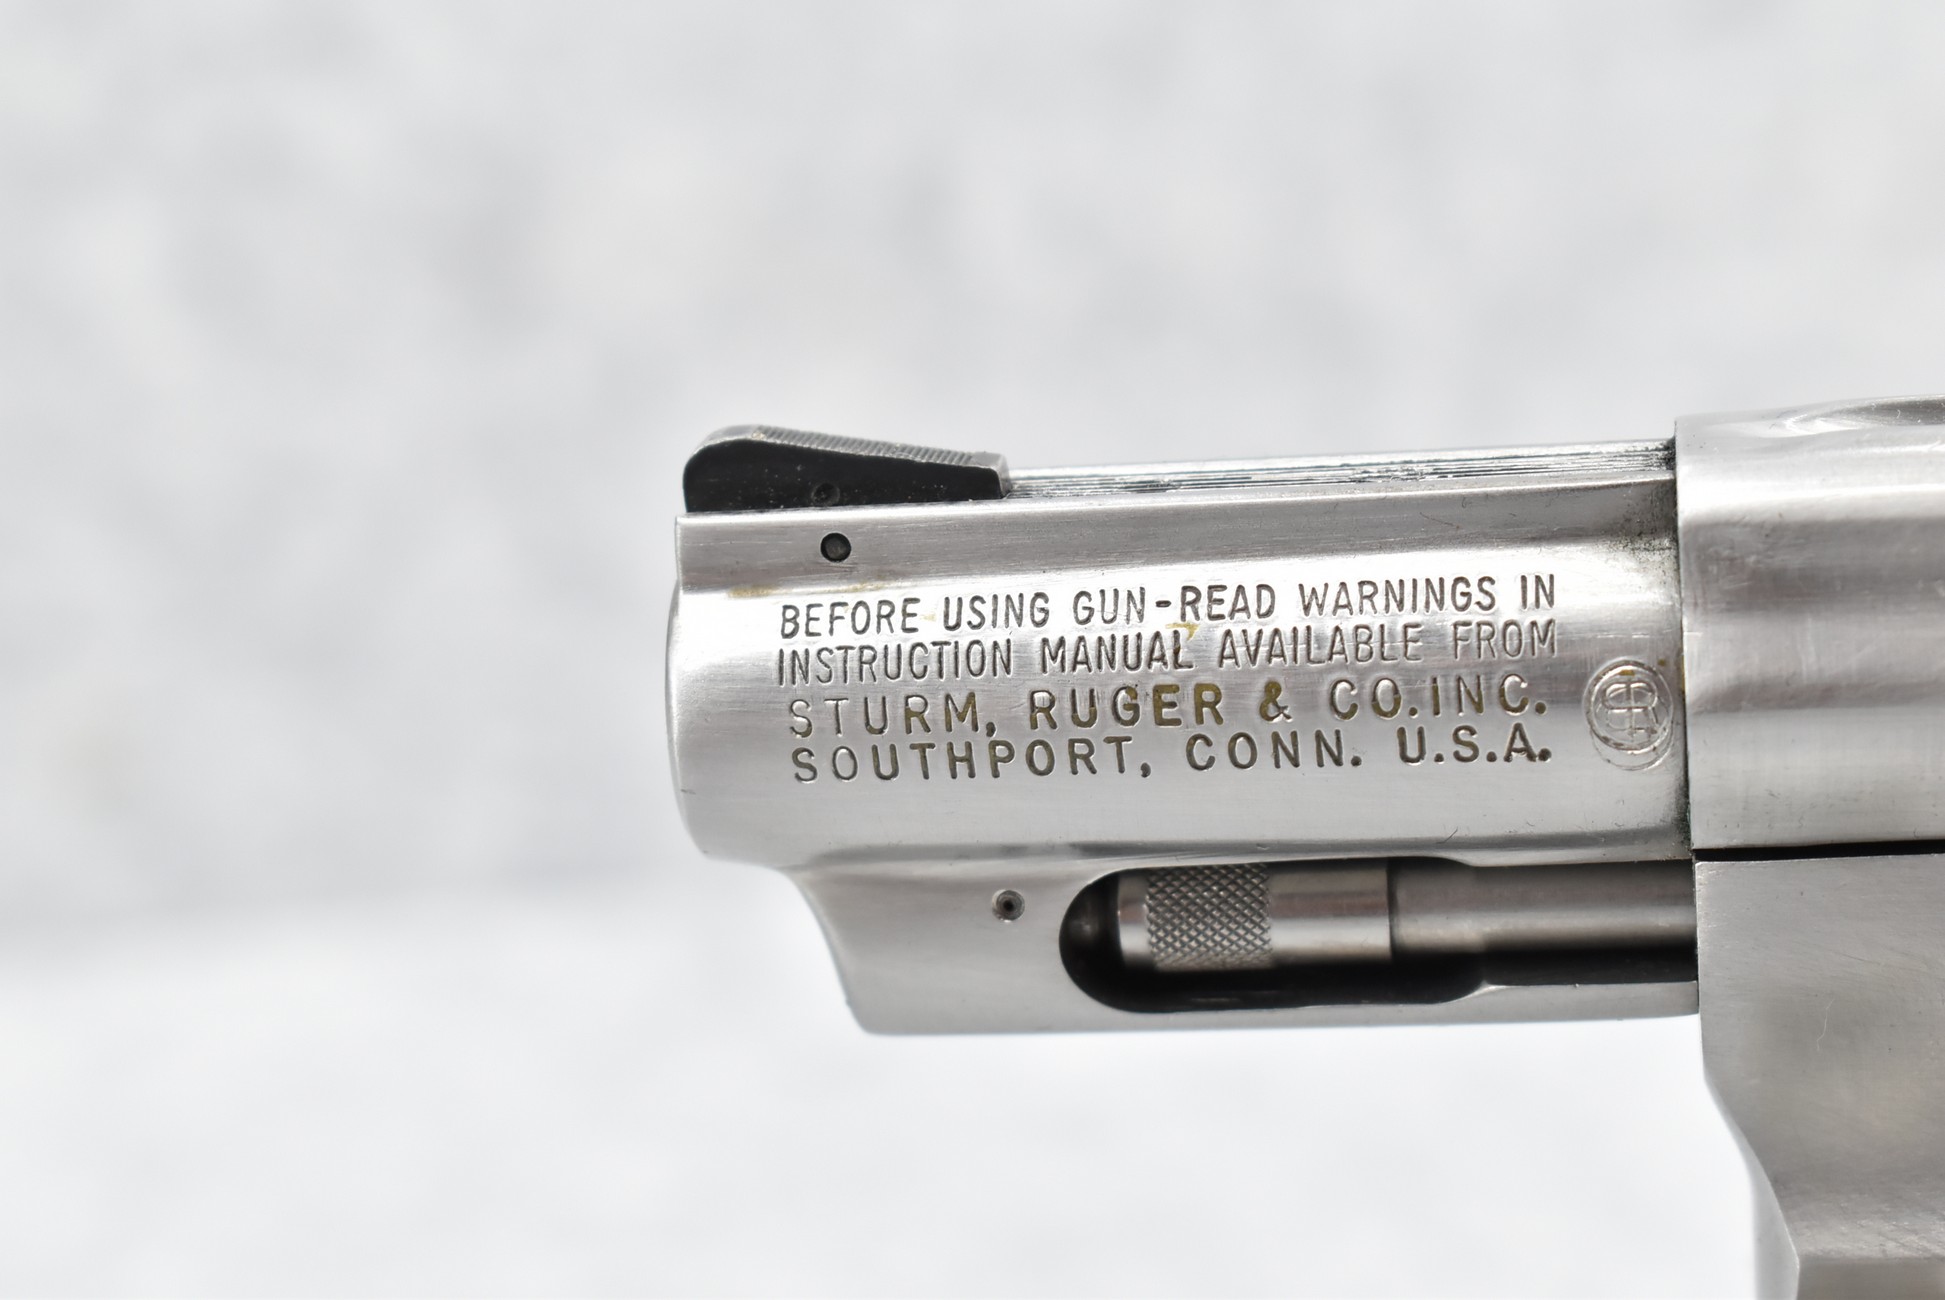 BEFORE USING GUN-READ WARNINGS IN
INSTRUCTION MANUAL AVAILABLE FROM
STURM, RUGER & CO.INC.
SOUTHPORT, CONN. U.S.A.